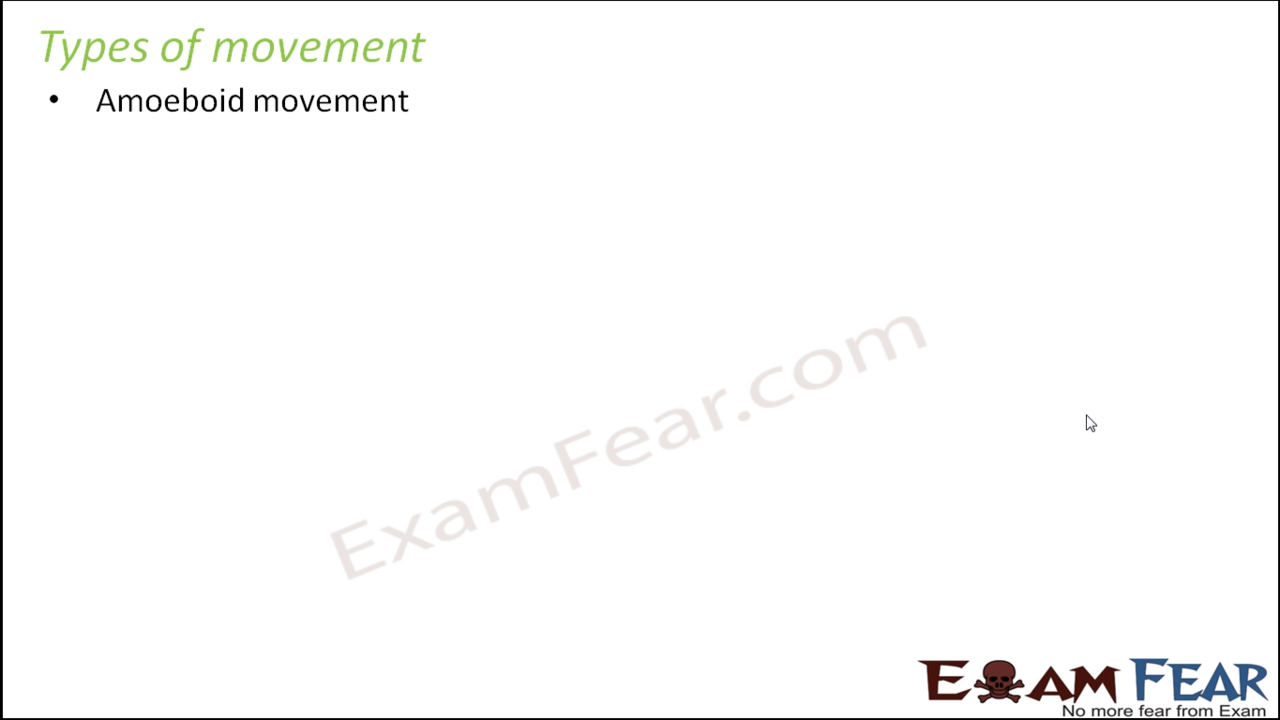 Types of movement
• Amoeboid movement
ExamFear.com
EXAM FEAR
No more fear from Exam